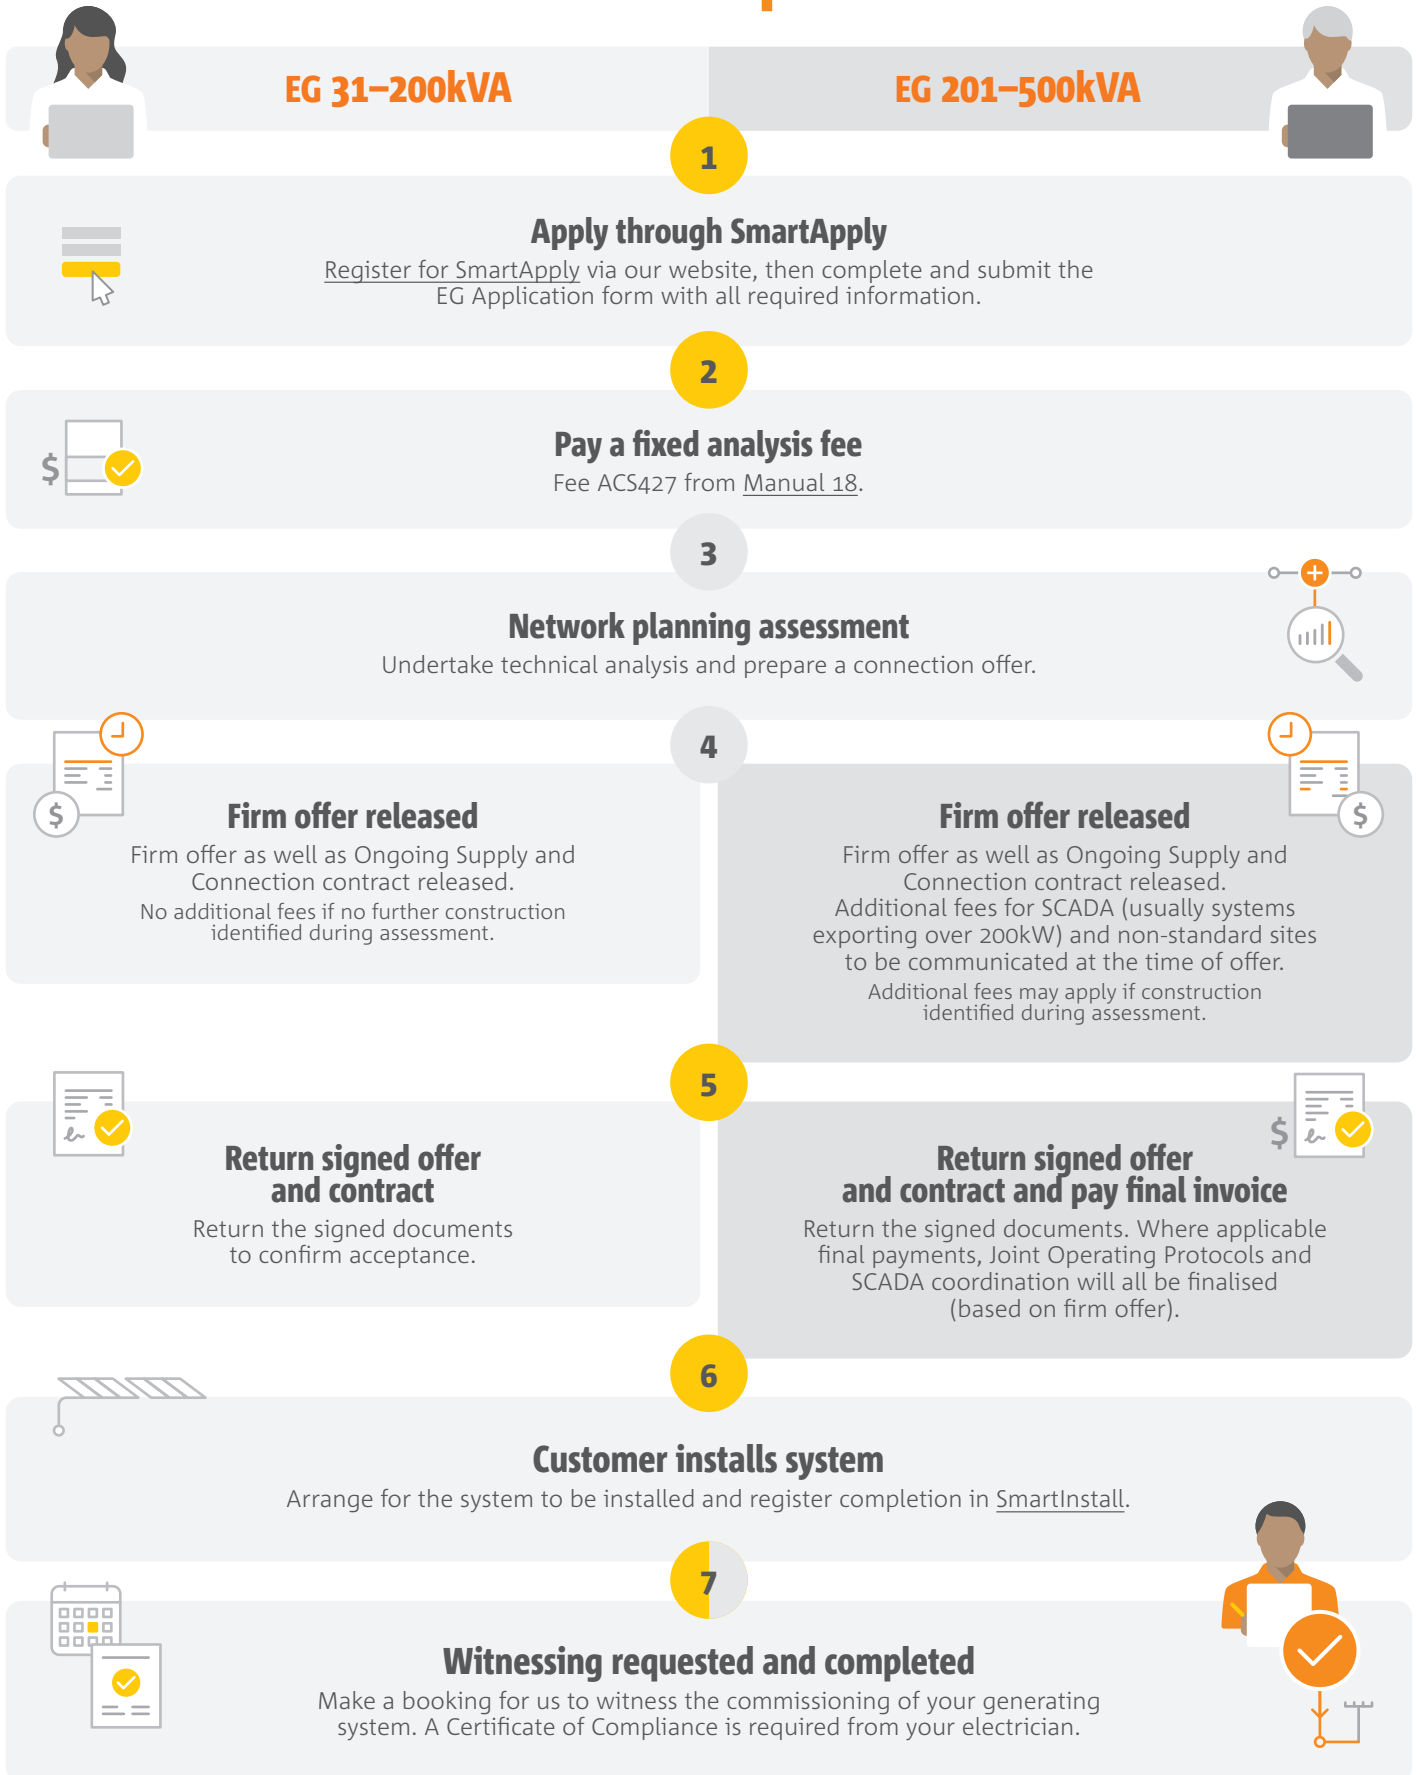 EG 31–200kVA
EG 201–500kVA
1
Apply through SmartApply
Register for SmartApply via our website, then complete and submit the
EG Application form with all required information.
2
Pay a fixed analysis fee
Fee ACS427 from Manual 18.
$
3
Network planning assessment
Undertake technical analysis and prepare a connection offer.
4
$
Firm offer released
Firm offer as well as Ongoing Supply and
Connection contract released.
No additional fees if no further construction
identified during assessment.
$
Firm offer released
Firm offer as well as Ongoing Supply and
Connection contract released.
Additional fees for SCADA (usually systems
exporting over 200kW) and non-standard sites
to be communicated at the time of offer.
Additional fees may apply if construction
identified during assessment.
5
Return signed offer
and contract
Return the signed documents
to confirm acceptance.
$
Return signed offer
and contract and pay final invoice
Return the signed documents. Where applicable
final payments, Joint Operating Protocols and
SCADA coordination will all be finalised
(based on firm offer).
6
Customer installs system
Arrange for the system to be installed and register completion in SmartInstall.
7
Witnessing requested and completed
Make a booking for us to witness the commissioning of your generating
system. A Certificate of Compliance is required from your electrician.